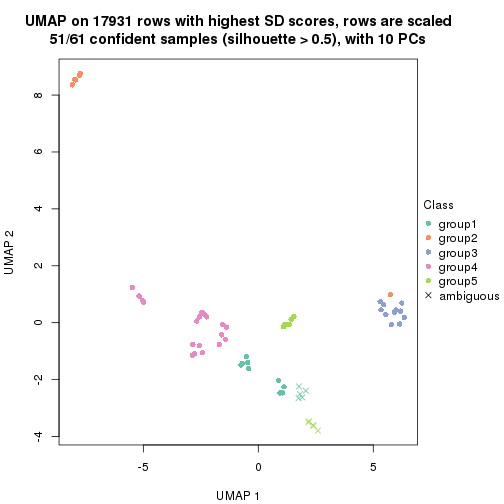 UMAP on 17931 rows with highest SD scores, rows are scaled
51/61 confident samples (silhouette > 0.5), with 10 PCs
8
6
4
2
0
-2
-4
UMAP 2
-5
0
5
UMAP 1
Class
group1
group2
group3
group4
group5
ambiguous